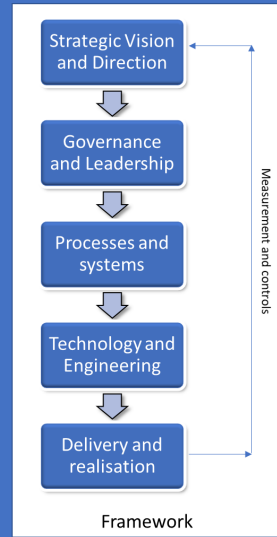 Strategic Vision
and Direction
Governance
and Leadership
Processes and
systems
Technology and
Engineering
Delivery and
realisation
Measurement and controls
Framework